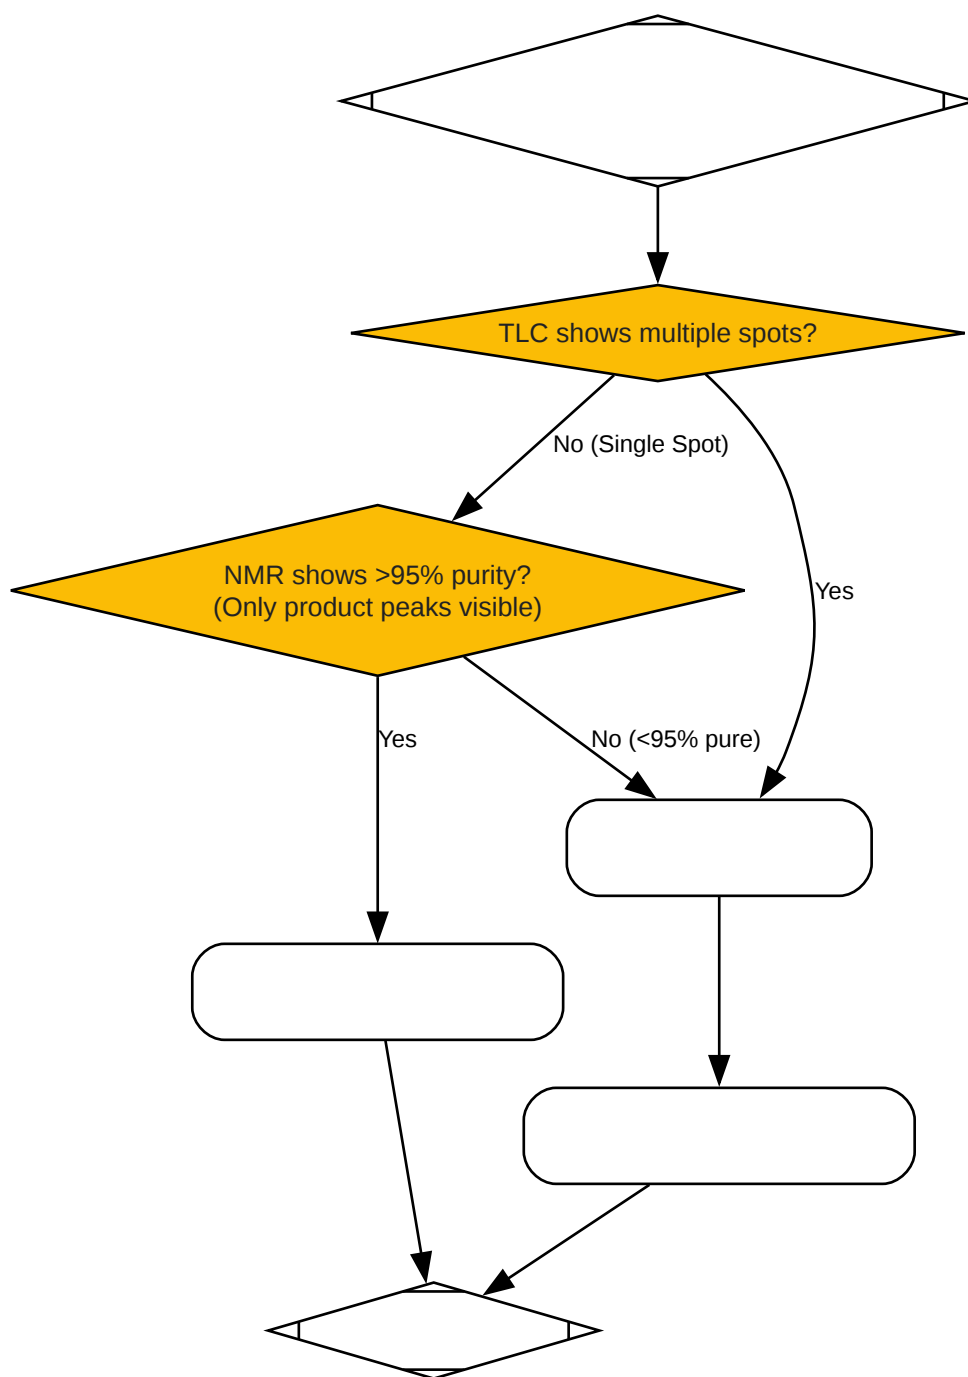 TLC shows multiple spots?
No (Single Spot)
NMR shows >95% purity?
(Only product peaks visible)
Yes
Yes
No (<95% pure)